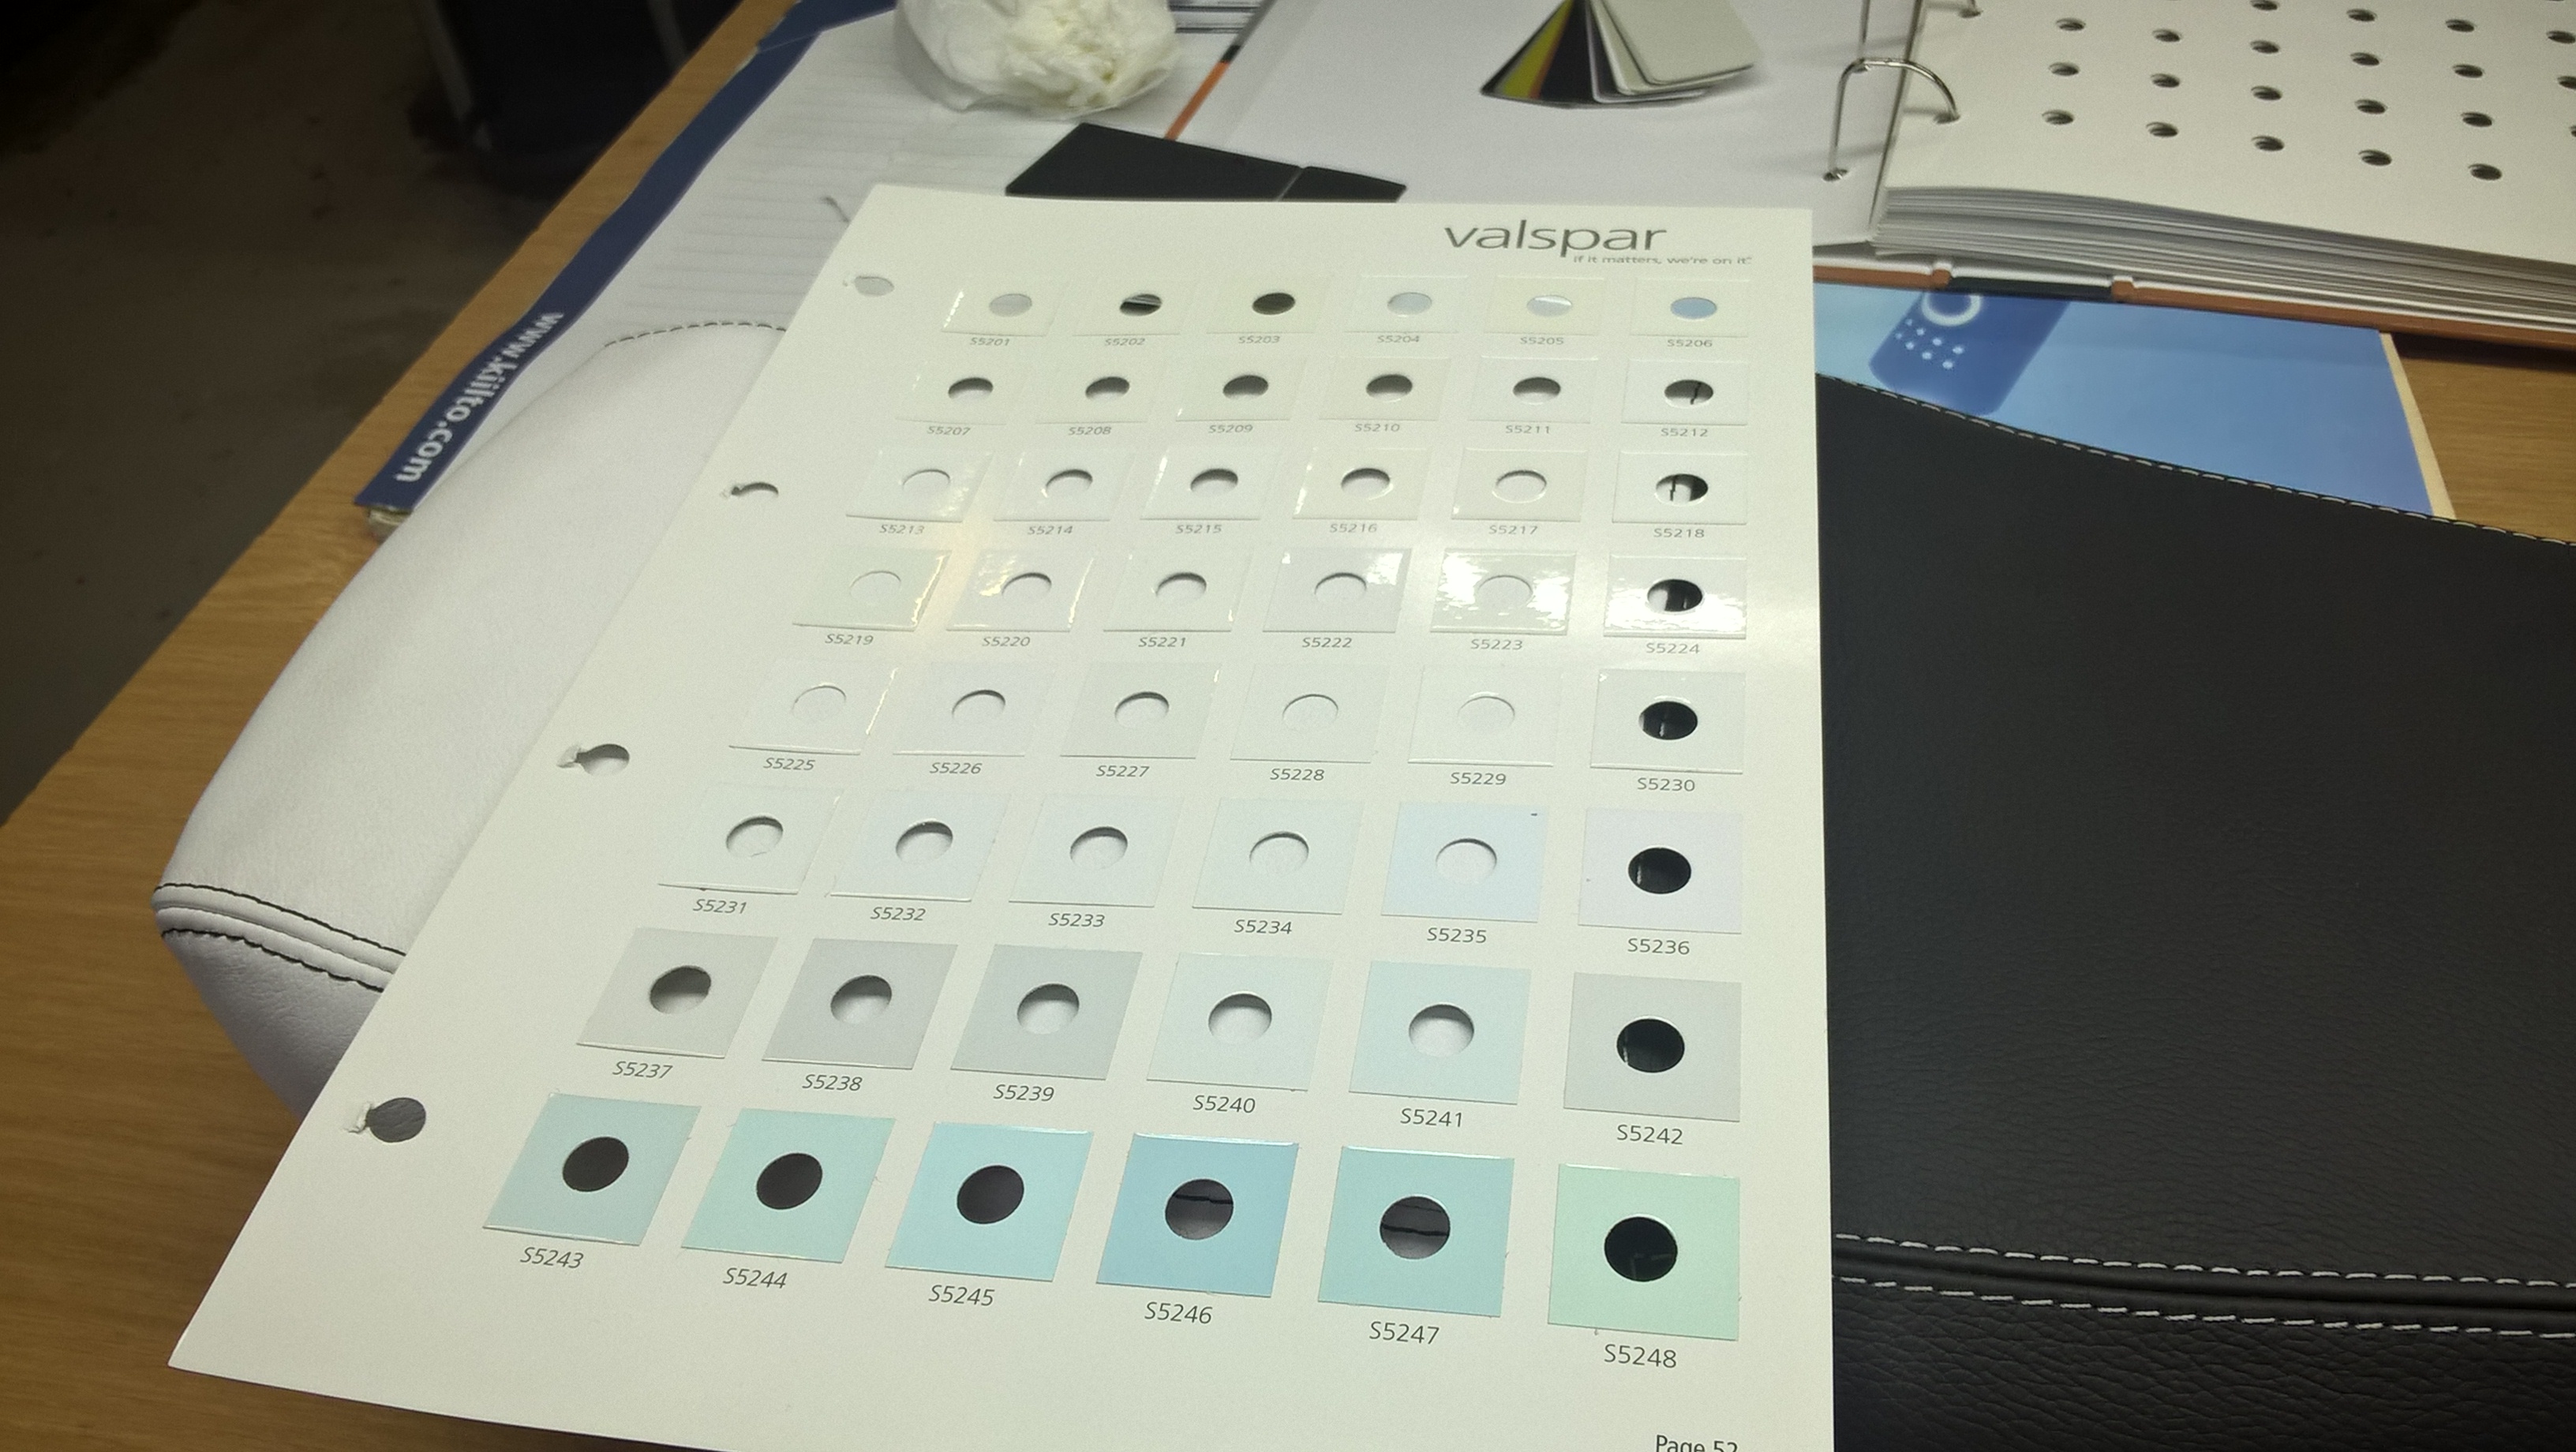 valspar
if it matters, we're on it.
S5201 S5202 S5203 S5204 S5205 S5206
S5207 S5208 S5209 S5210 S5211 S5212
S5213 S5214 S5215 S5216 S5217 S5218
S5219 S5220 S5221 S5222 S5223 S5224
S5225 S5226 S5227 S5228 S5229 S5230
S5231 S5232 S5233 S5234 S5235 S5236
S5237 S5238 S5239 S5240 S5241 S5242
S5243 S5244 S5245 S5246 S5247 S5248
Page 52
www.kiilto.com